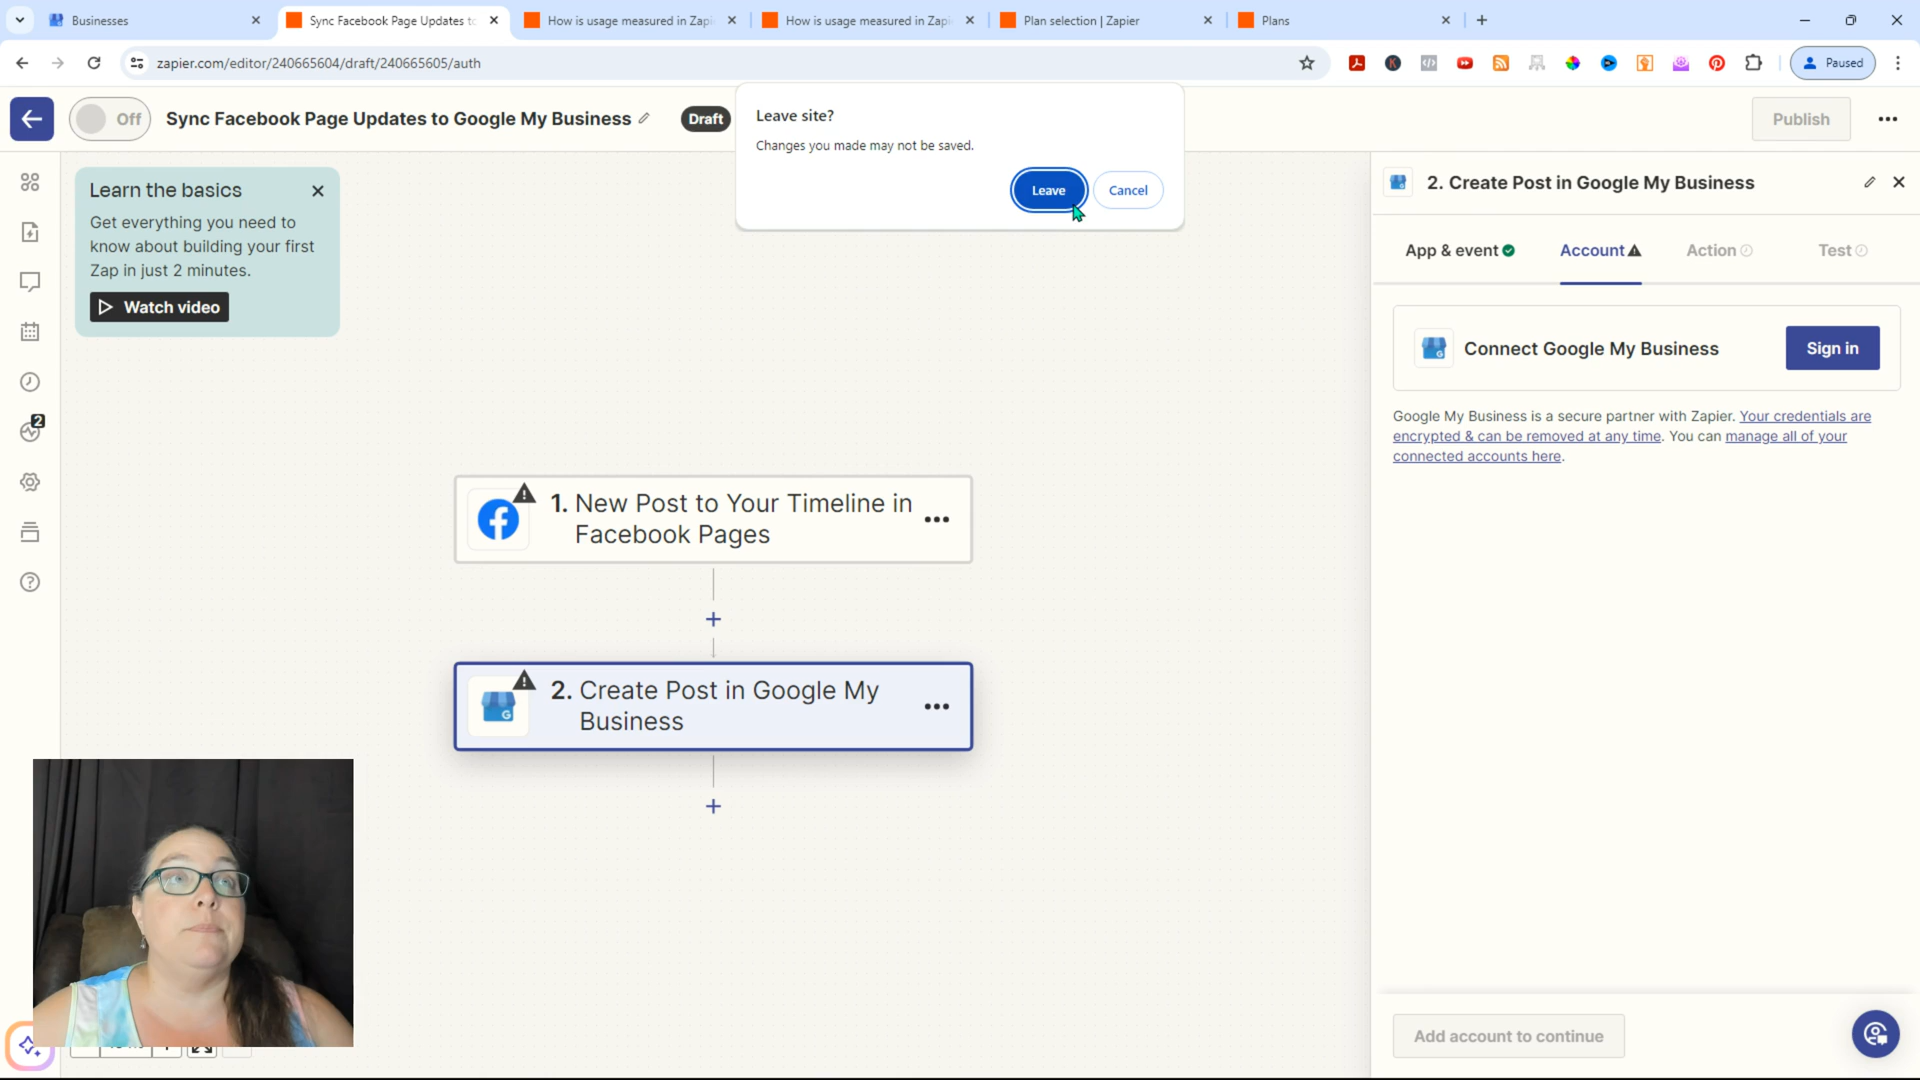 Businesses
Sync Facebook Page Updates to
How is usage measured in Zapi
How is usage measured in Zapi
Plan selection | Zapier
Plans
zapier.com/editor/240665604/draft/240665605/auth
Paused
Off
Sync Facebook Page Updates to Google My Business
Draft
Publish
Leave site?
Changes you made may not be saved.
Leave
Cancel
Learn the basics
Get everything you need to
know about building your first
Zap in just 2 minutes.
Watch video
2
1. New Post to Your Timeline in
Facebook Pages
2. Create Post in Google My
Business
2. Create Post in Google My Business
App & event
Account
Action
Test
Connect Google My Business
Sign in
Google My Business is a secure partner with Zapier. Your credentials are
encrypted & can be removed at any time. You can manage all of your
connected accounts here.
Add account to continue